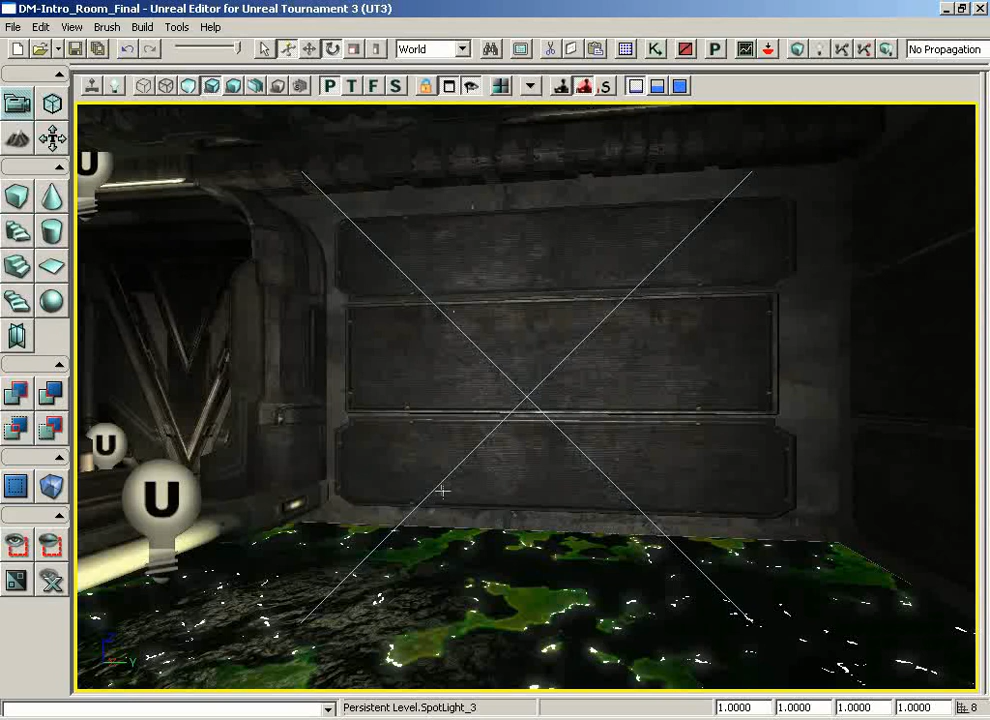 DM-Intro_Room_Final - Unreal Editor for Unreal Tournament 3 (UT3)
File Edit View Brush Build Tools Help
World K P No Propagation
P T F S S
U
U
U
Z
Y
Persistent Level.SpotLight_3 1.0000 1.0000 1.0000 1.0000 8